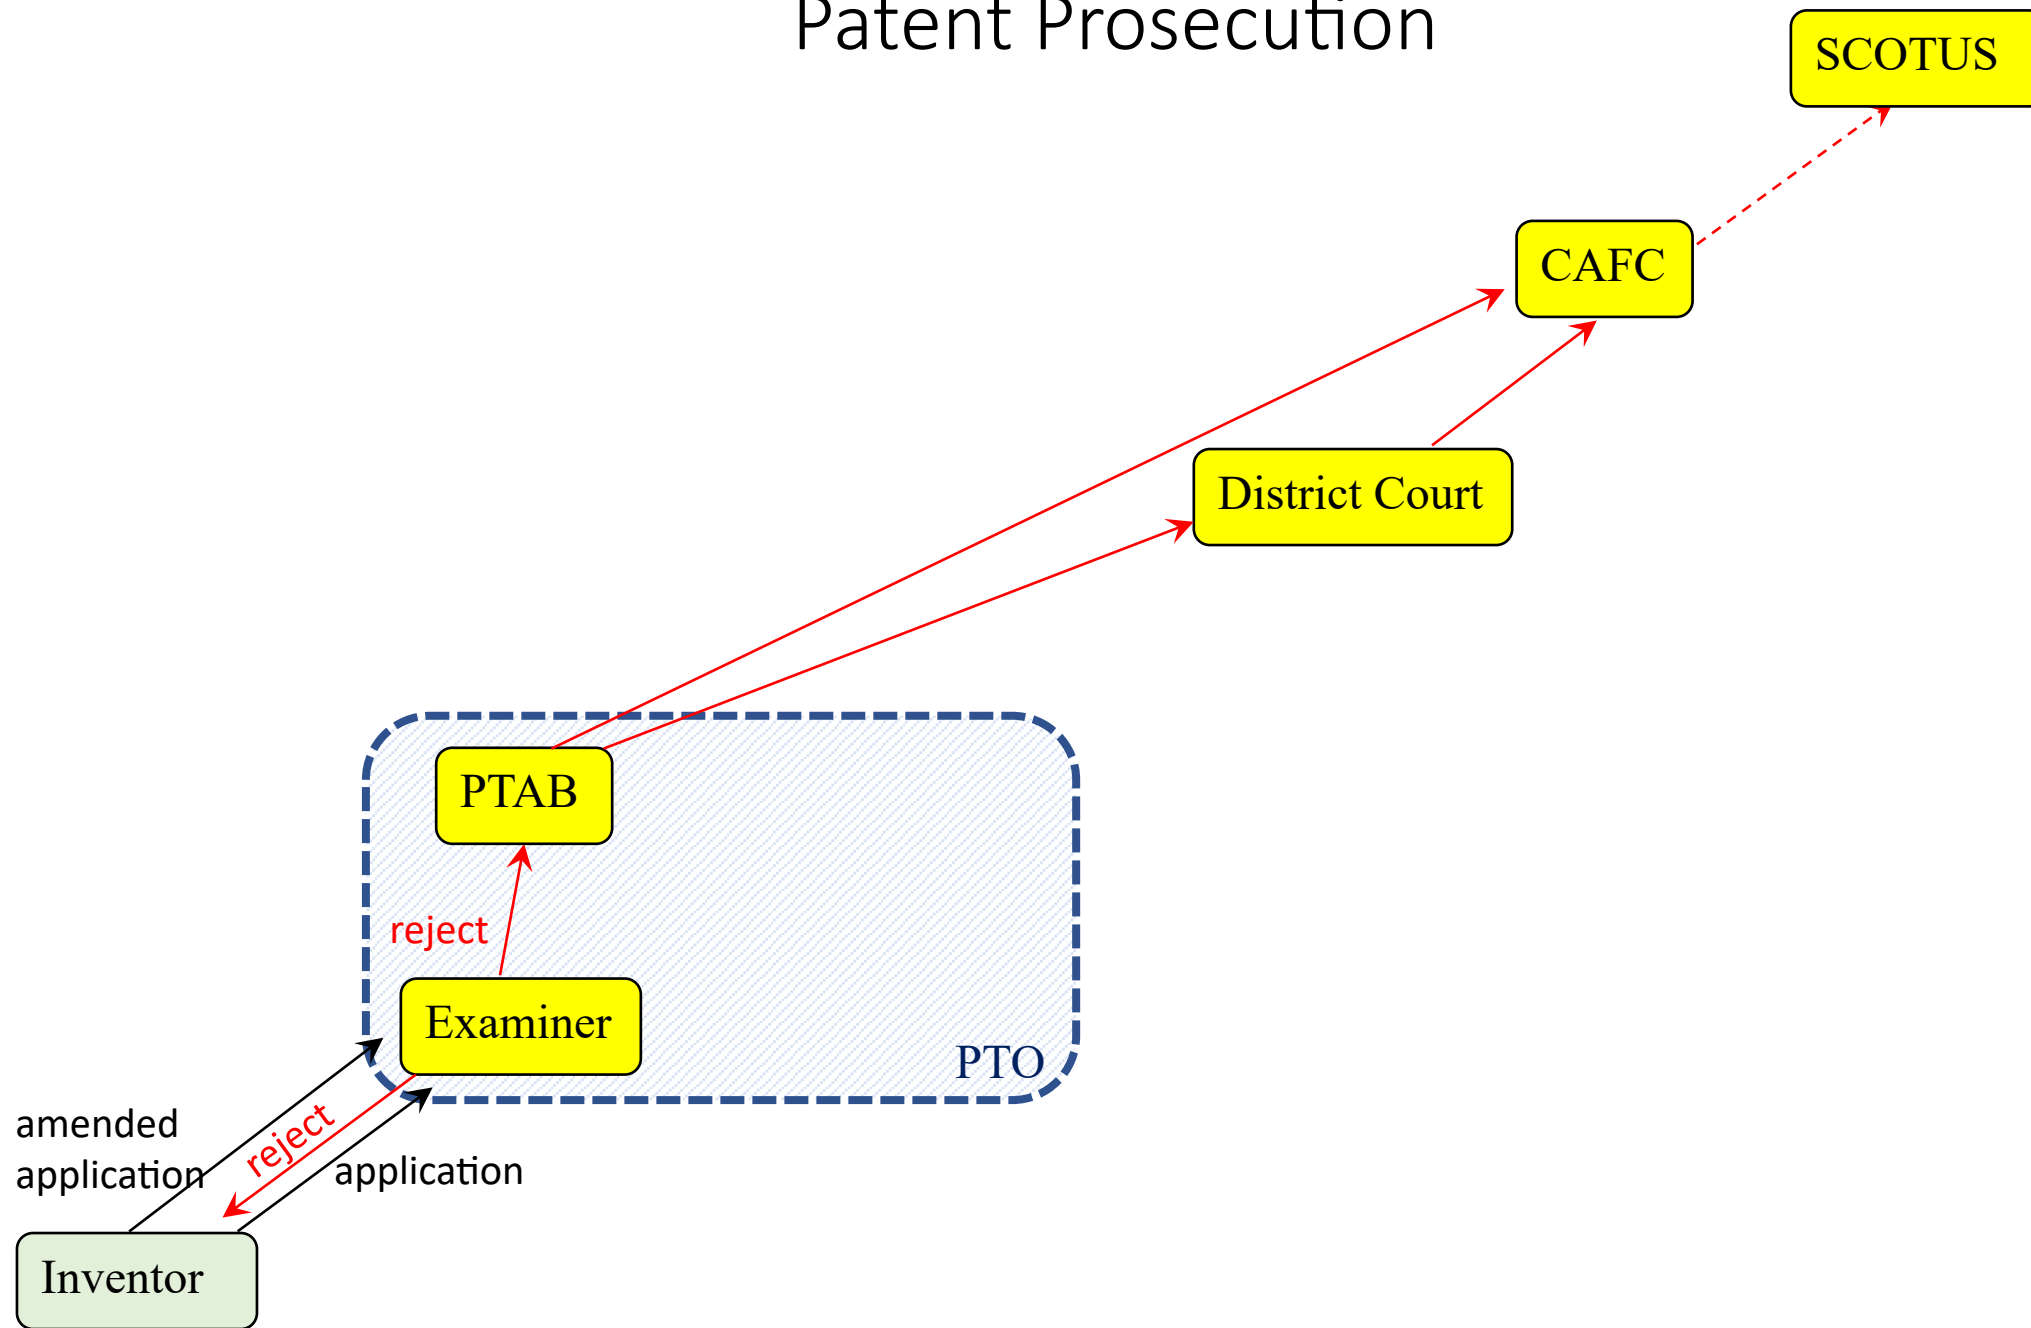 Patent Prosecution
SCOTUS
CAFC
District Court
PTAB
reject
Examiner
PTO
amended
application
reject
application
Inventor